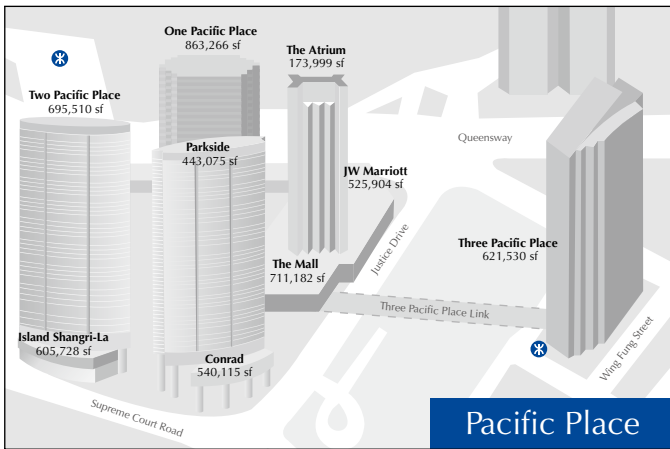 One Pacific Place
863,266 sf
The Atrium
173,999 sf
Two Pacific Place
695,510 sf
Queensway
Parkside
443,075 sf
JW Marriott
525,904 sf
Justice Drive
Three Pacific Place
621,530 sf
The Mall
711,182 sf
Three Pacific Place Link
Island Shangri-La
605,728 sf
Conrad
540,115 sf
Wing Fung Street
Supreme Court Road
Pacific Place